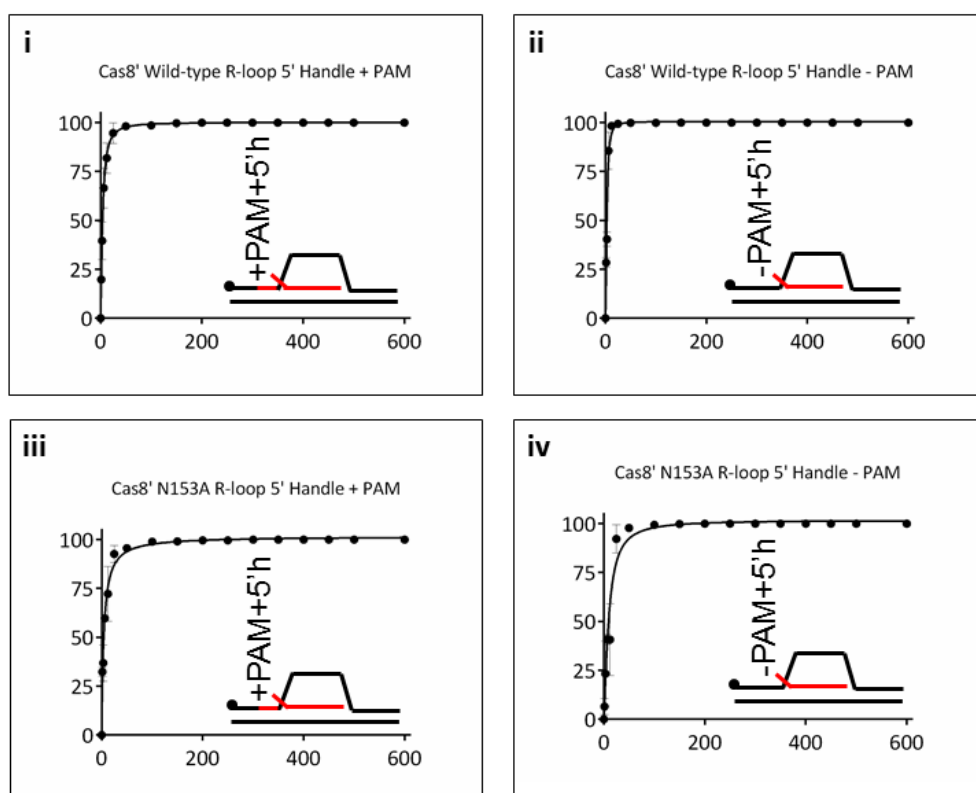 i
Cas8' Wild-type R-loop 5' Handle + PAM
100
75
50
25
0
0 200 400 600
+PAM+5'h
ii
Cas8' Wild-type R-loop 5' Handle - PAM
100
75
50
25
0
0 200 400 600
-PAM+5'h
iii
Cas8' N153A R-loop 5' Handle + PAM
100
75
50
25
0
0 200 400 600
+PAM+5'h
iv
Cas8' N153A R-loop 5' Handle - PAM
100
75
50
25
0
0 200 400 600
-PAM+5'h